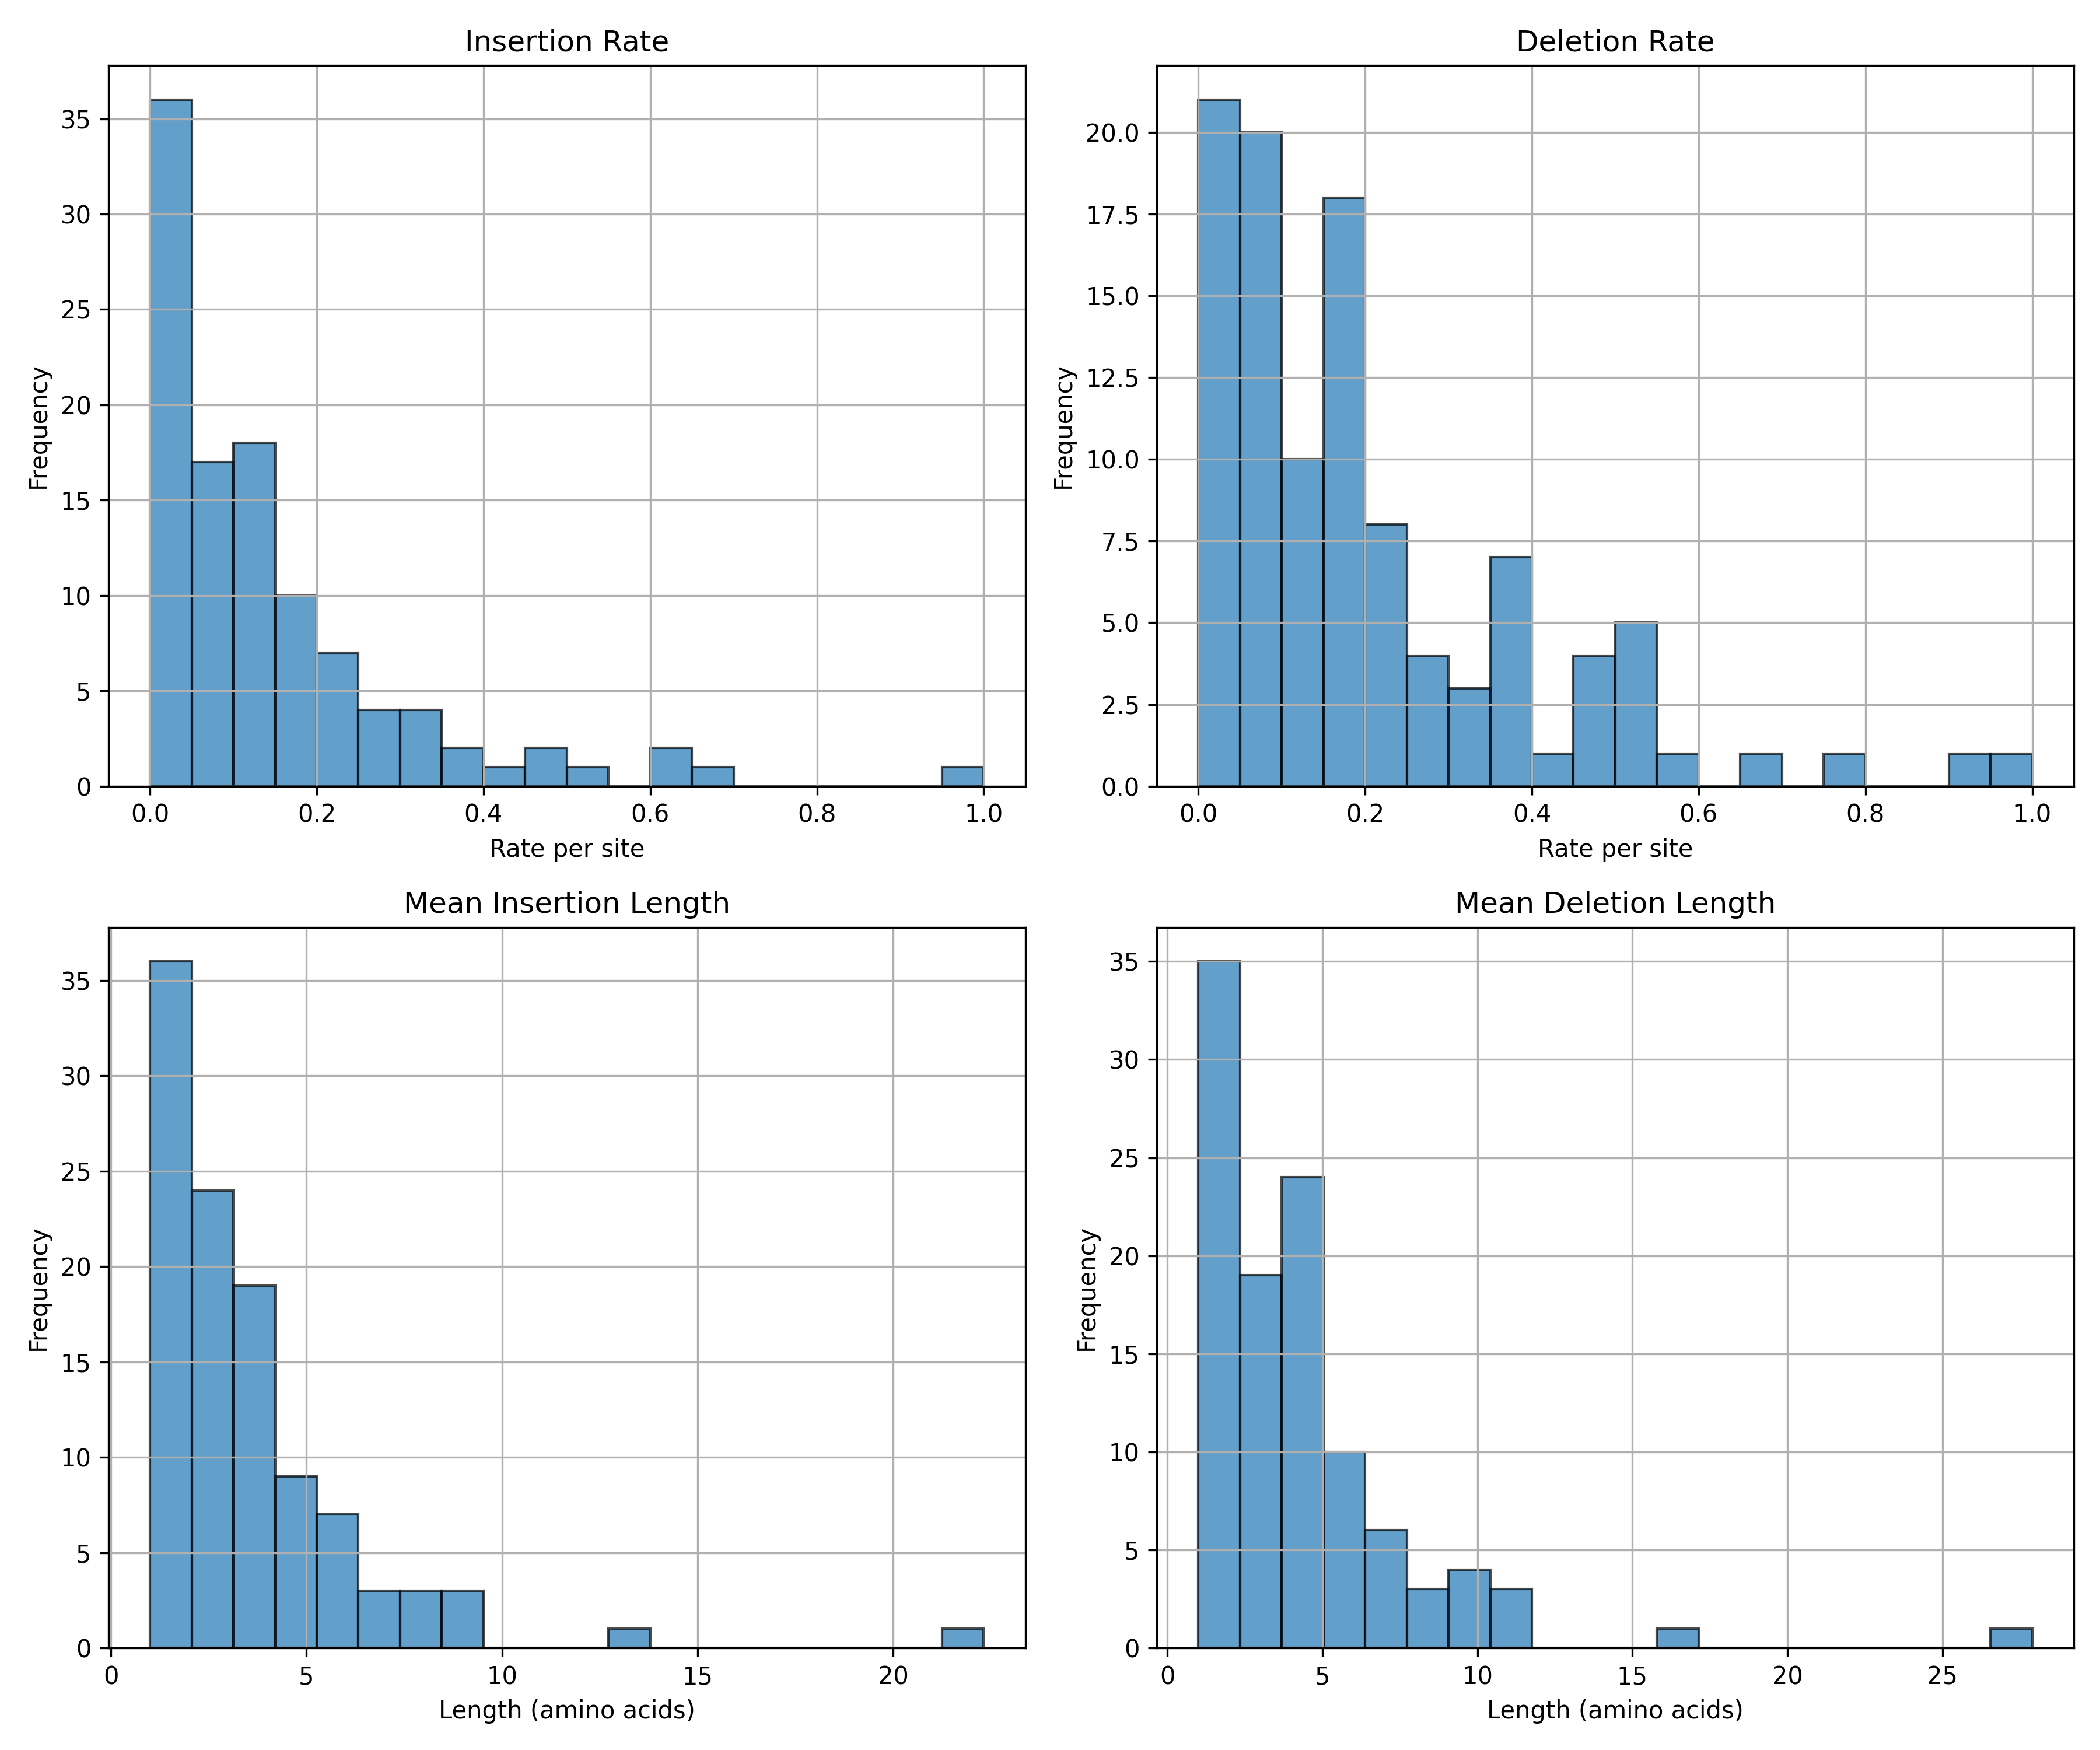 Insertion Rate
Frequency
35
30
25
20
15
10
5
0
0.0 0.2 0.4 0.6 0.8 1.0
Rate per site
Deletion Rate
Frequency
20.0
17.5
15.0
12.5
10.0
7.5
5.0
2.5
0.0
0.0 0.2 0.4 0.6 0.8 1.0
Rate per site
Mean Insertion Length
Frequency
35
30
25
20
15
10
5
0
0 5 10 15 20
Length (amino acids)
Mean Deletion Length
Frequency
35
30
25
20
15
10
5
0
0 5 10 15 20 25
Length (amino acids)